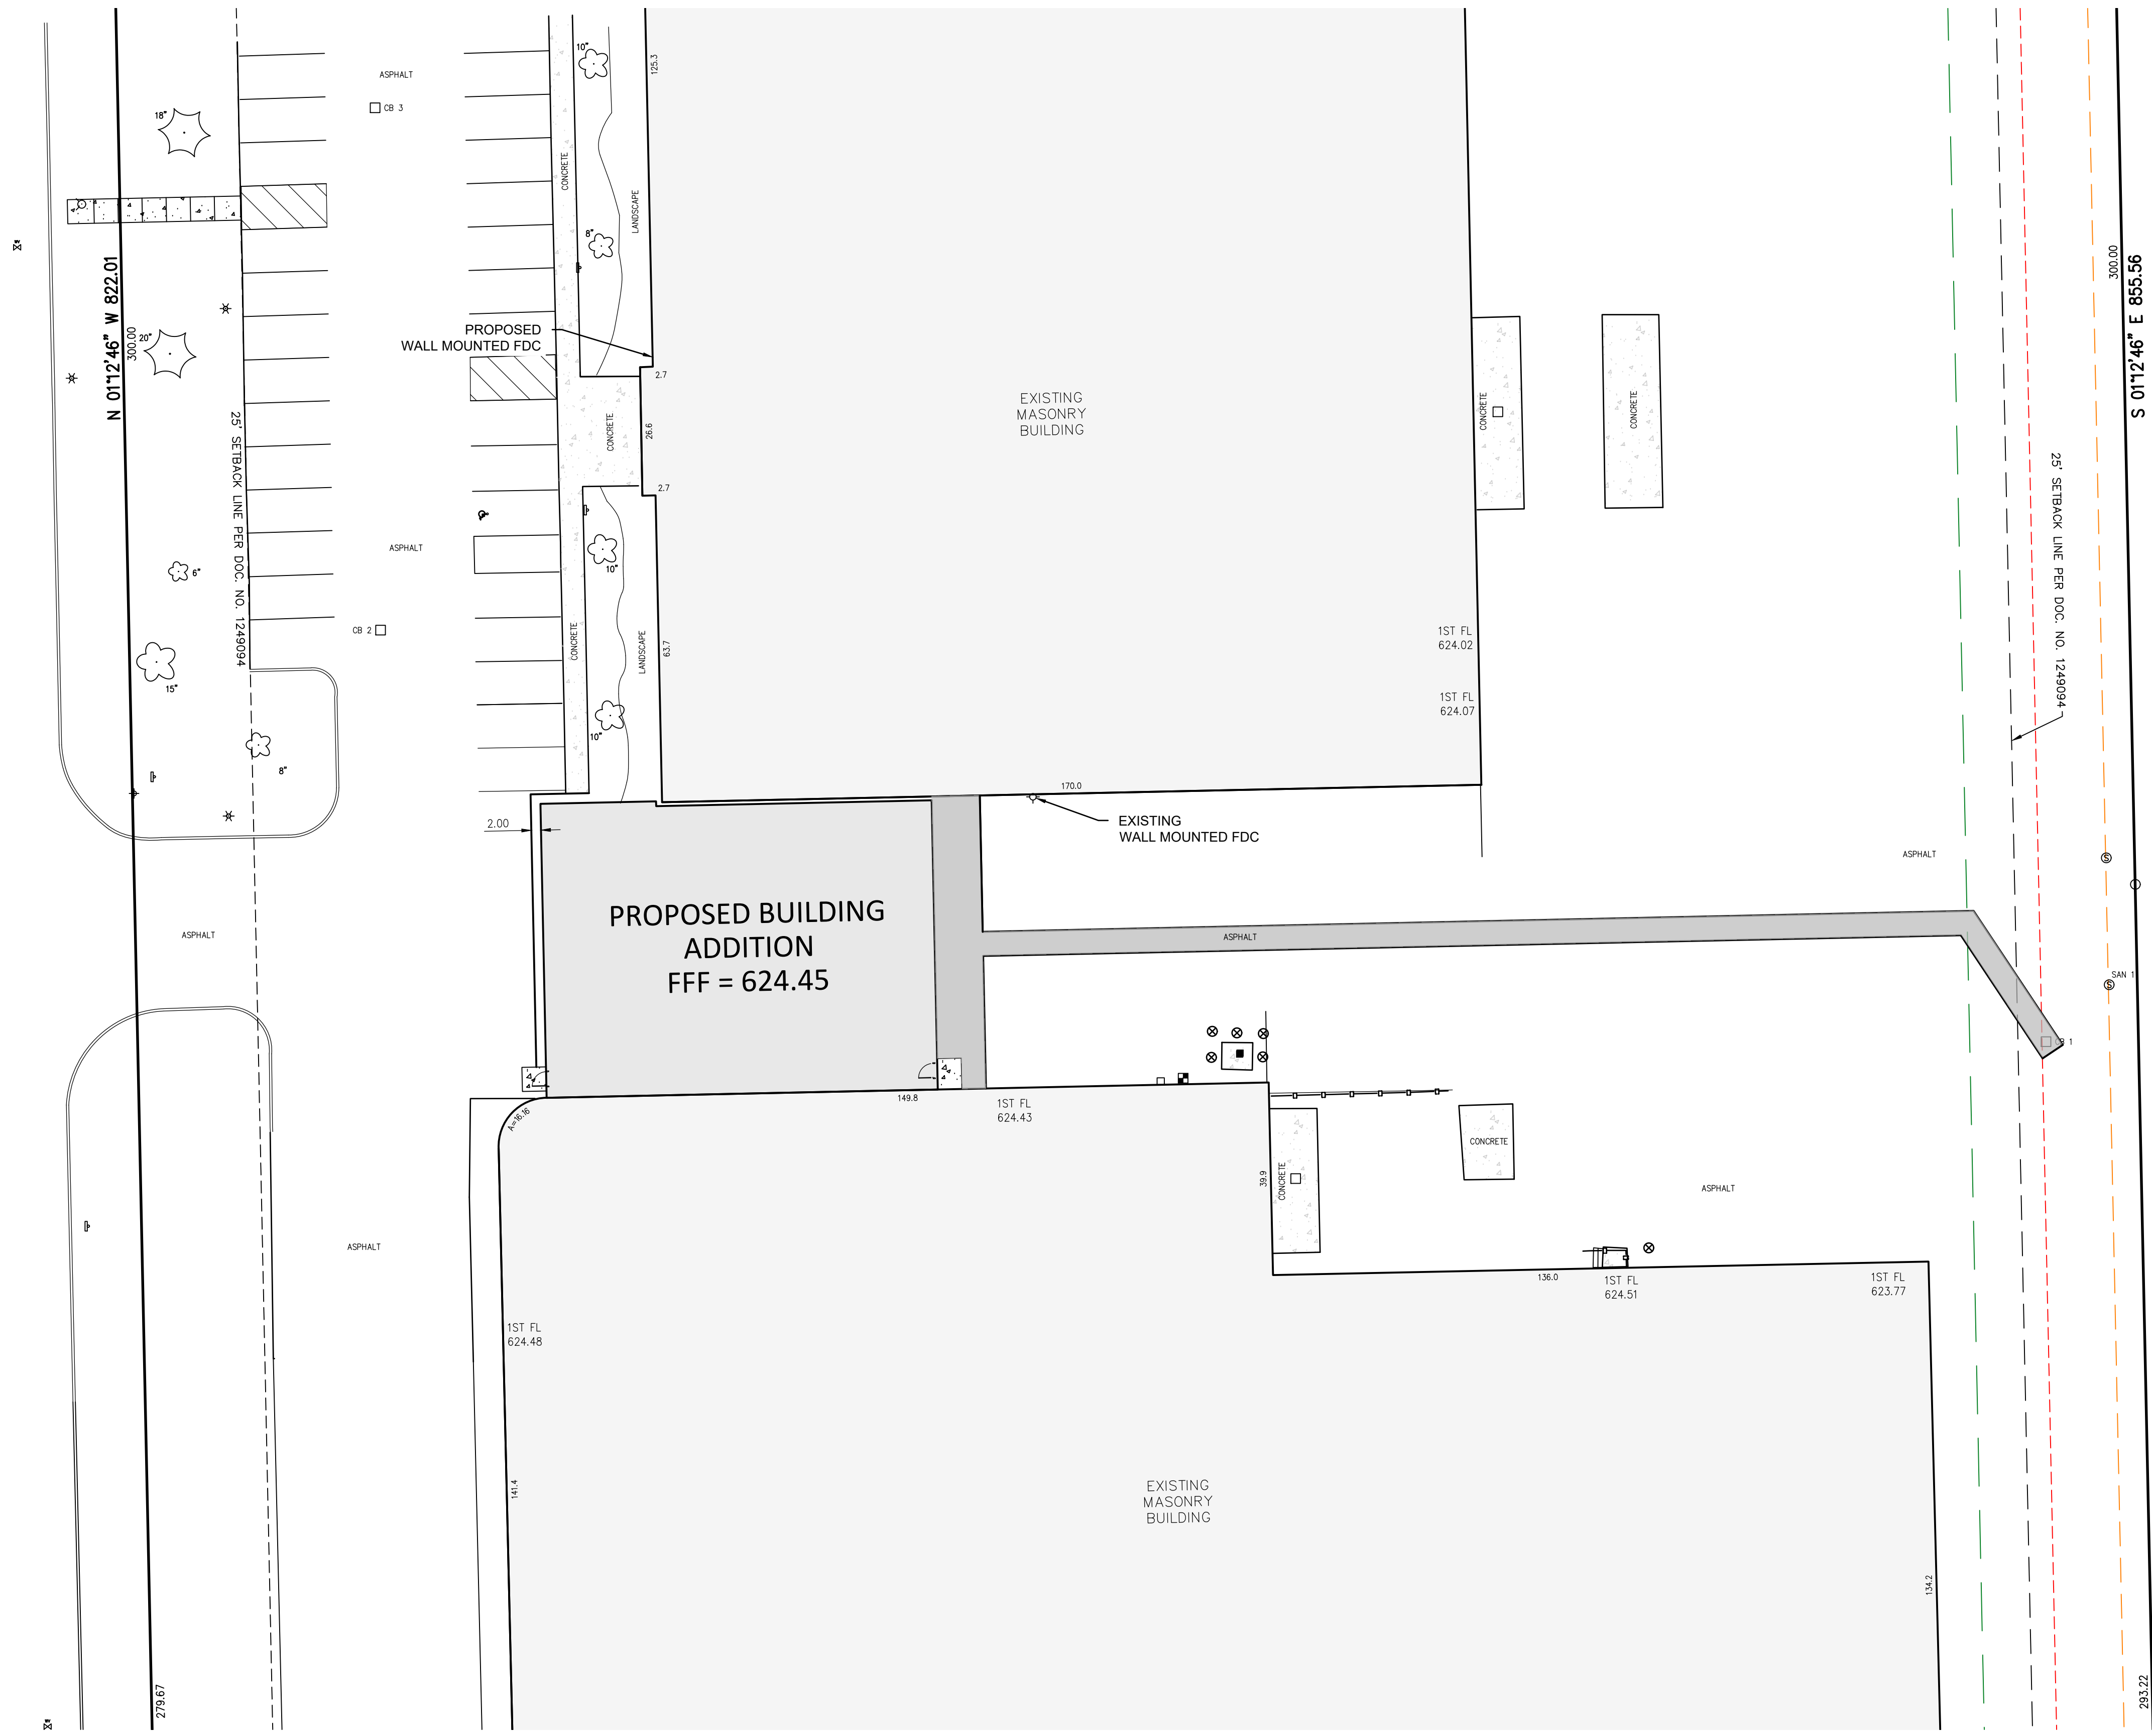 10"
125.3
ASPHALT
CB 3
18"
CONCRETE
LANDSCAPE
8"
N 01°12'46" W 822.01
300.00
20"
PROPOSED
WALL MOUNTED FDC
2.7
26.6
CONCRETE
2.7
EXISTING
MASONRY
BUILDING
CONCRETE
CONCRETE
300.00
S 01°12'46" E 855.56
25' SETBACK LINE PER DOC. NO. 1249094
25' SETBACK LINE PER DOC. NO. 1249094
ASPHALT
10"
6"
CB 2
CONCRETE
LANDSCAPE
63.7
1ST FL
624.02
15"
1ST FL
624.07
10"
8"
170.0
2.00
EXISTING
WALL MOUNTED FDC
ASPHALT
S
PROPOSED BUILDING
ADDITION
FFF = 624.45
ASPHALT
ASPHALT
SAN 1
S
CB 1
149.8
1ST FL
624.43
A=16.16
CONCRETE
39.9
CONCRETE
ASPHALT
ASPHALT
136.0
1ST FL
624.51
1ST FL
623.77
1ST FL
624.48
141.4
EXISTING
MASONRY
BUILDING
134.2
279.67
293.22